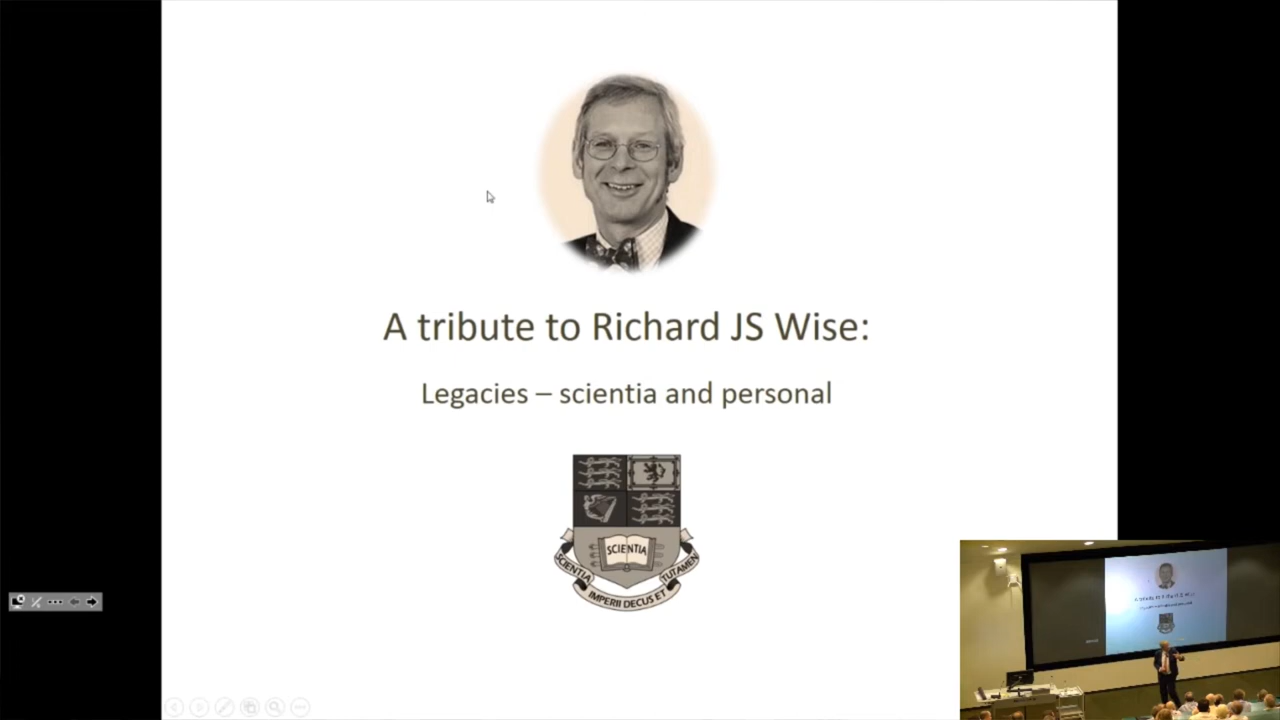 A tribute to Richard JS Wise:
Legacies – scientia and personal
SCIENTIA
SCIENTIA IMPERII DECUS ET TUTAMEN